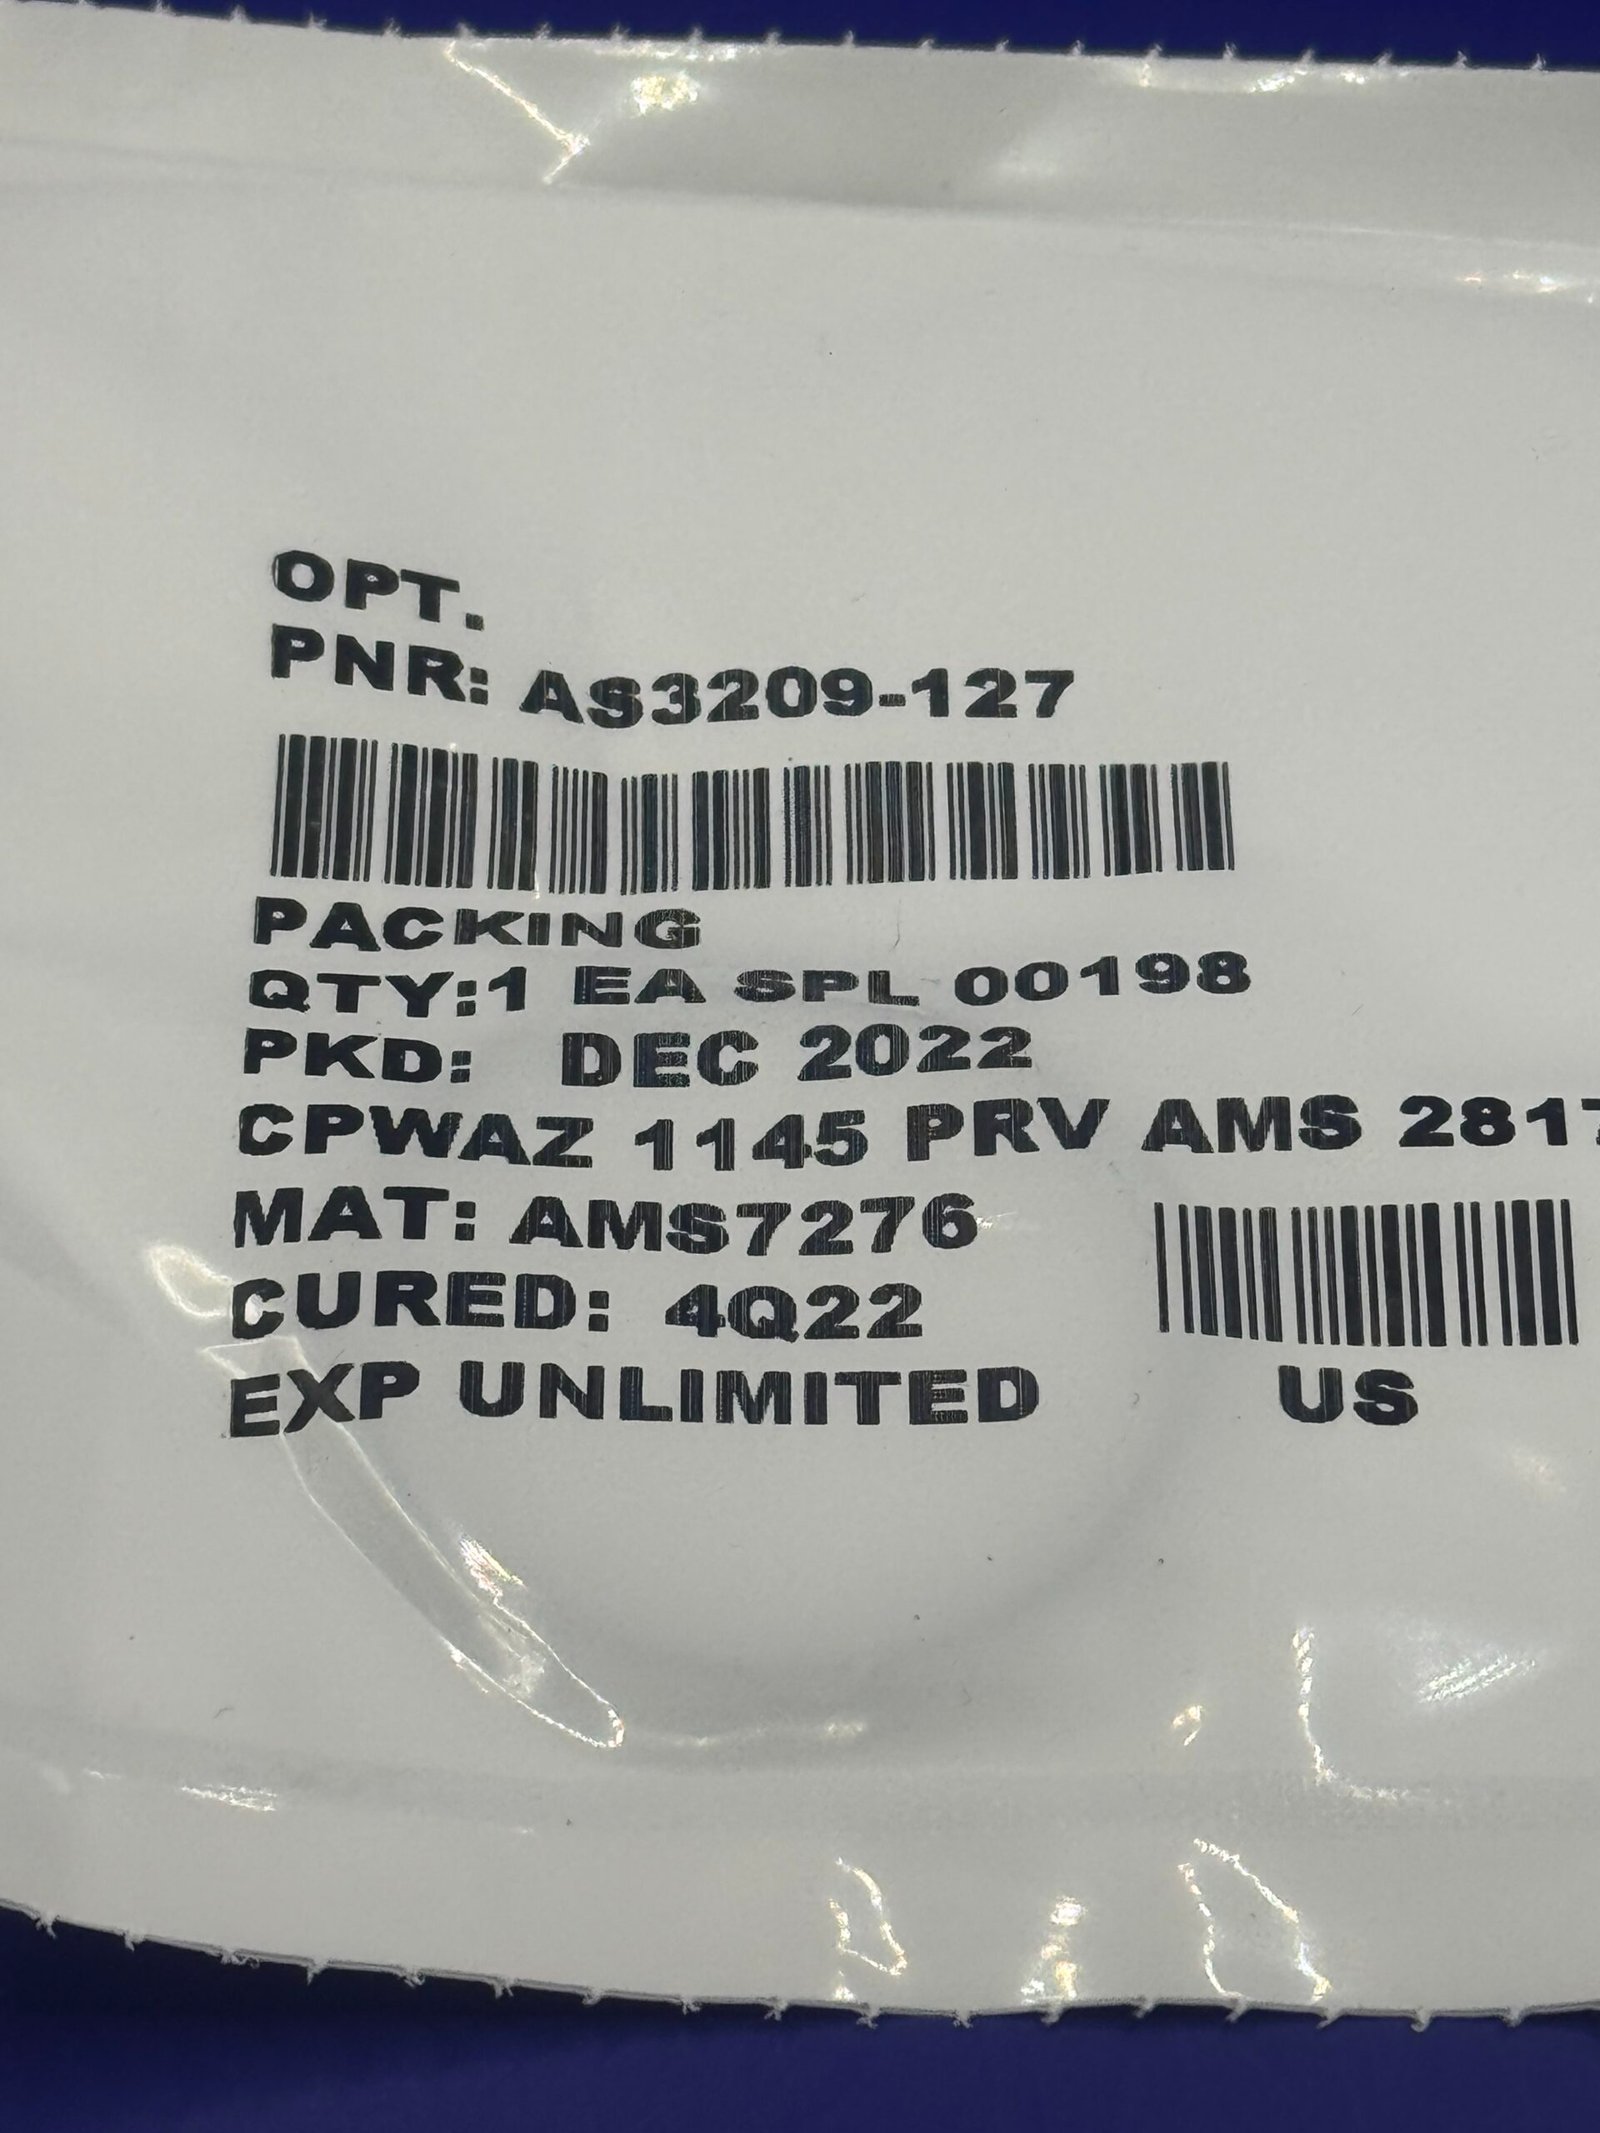 OPT.
PNR: AS3209-127
PACKING
QTY:1 EA SPL 00198
PKD: DEC 2022
CPWAZ 1145 PRV AMS 2817
MAT: AMS7276
CURED: 4Q22
EXP UNLIMITED US